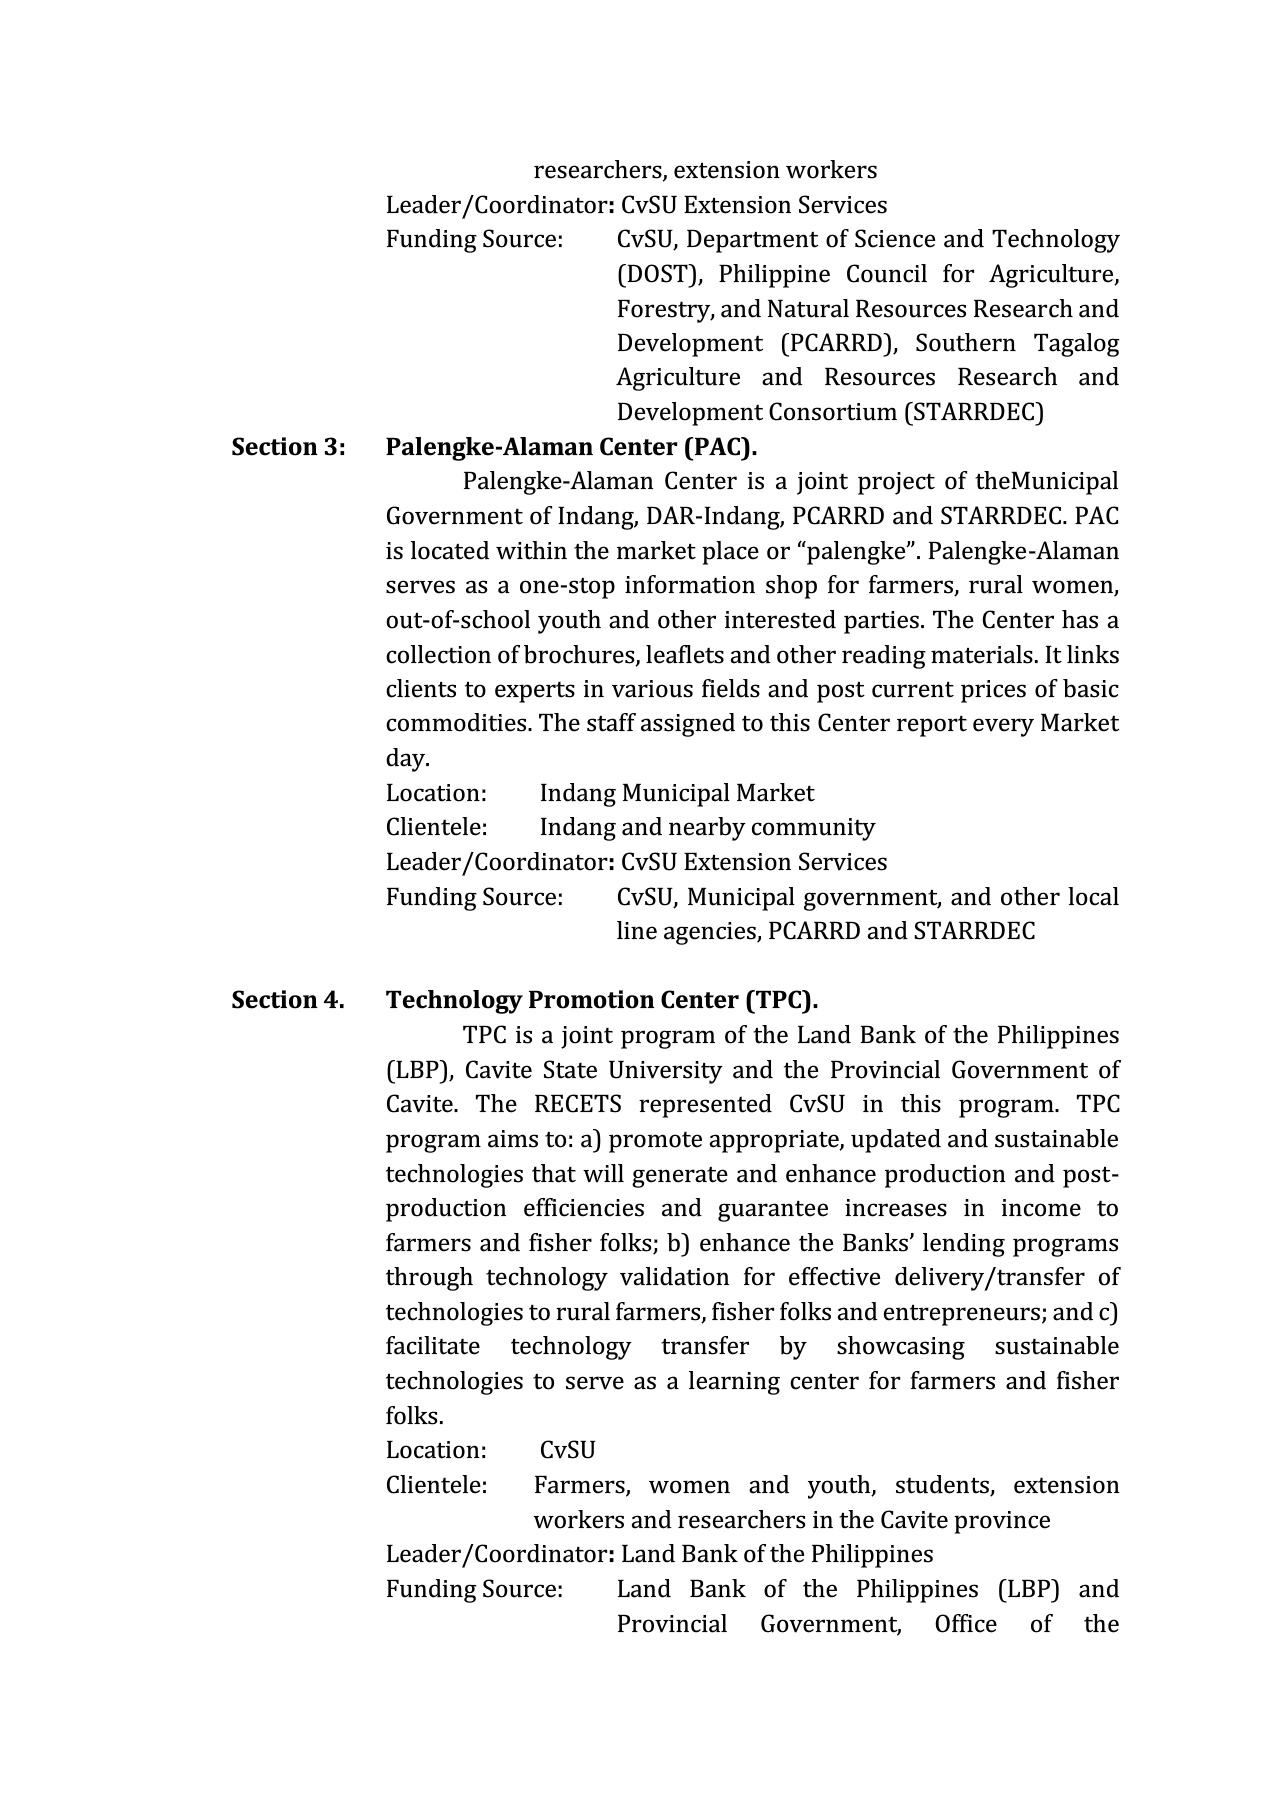 researchers, extension workers
Leader/Coordinator: CvSU Extension Services
Funding Source: CvSU, Department of Science and Technology
(DOST), Philippine Council for Agriculture,
Forestry, and Natural Resources Research and
Development (PCARRD), Southern Tagalog
Agriculture and Resources Research and
Development Consortium (STARRDEC)
Section 3: Palengke-Alaman Center (PAC).
Palengke-Alaman Center is a joint project of theMunicipal
Government of Indang, DAR-Indang, PCARRD and STARRDEC. PAC
is located within the market place or “palengke”. Palengke-Alaman
serves as a one-stop information shop for farmers, rural women,
out-of-school youth and other interested parties. The Center has a
collection of brochures, leaflets and other reading materials. It links
clients to experts in various fields and post current prices of basic
commodities. The staff assigned to this Center report every Market
day.
Location: Indang Municipal Market
Clientele: Indang and nearby community
Leader/Coordinator: CvSU Extension Services
Funding Source: CvSU, Municipal government, and other local
line agencies, PCARRD and STARRDEC
Section 4. Technology Promotion Center (TPC).
TPC is a joint program of the Land Bank of the Philippines
(LBP), Cavite State University and the Provincial Government of
Cavite. The RECETS represented CvSU in this program. TPC
program aims to: a) promote appropriate, updated and sustainable
technologies that will generate and enhance production and post-
production efficiencies and guarantee increases in income to
farmers and fisher folks; b) enhance the Banks’ lending programs
through technology validation for effective delivery/transfer of
technologies to rural farmers, fisher folks and entrepreneurs; and c)
facilitate technology transfer by showcasing sustainable
technologies to serve as a learning center for farmers and fisher
folks.
Location: CvSU
Clientele: Farmers, women and youth, students, extension
workers and researchers in the Cavite province
Leader/Coordinator: Land Bank of the Philippines
Funding Source: Land Bank of the Philippines (LBP) and
Provincial Government, Office of the